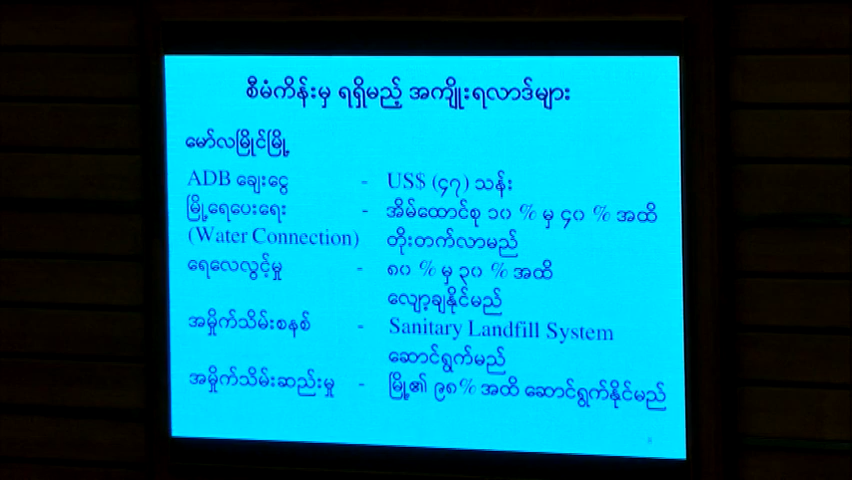 စီမံကိန်းမှ ရရှိမည့် အကျိုးရလာဒ်များ
မော်လမြိုင်မြို့
ADB ချေးငွေ - US$ (၄၇) သန်း
မြို့ရေပေးရေး - အိမ်ထောင်စု ၁၀ % မှ ၄၀ % အထိ
(Water Connection) တိုးတက်လာမည်
ရေလေလွင့်မှု - ၈၀ % မှ ၃၀ % အထိ
လျော့ချနိုင်မည်
အမှိုက်သိမ်းစနစ် - Sanitary Landfill System
ဆောင်ရွက်မည်
အမှိုက်သိမ်းဆည်းမှု - မြို့၏ ၉၈% အထိ ဆောင်ရွက်နိုင်မည်